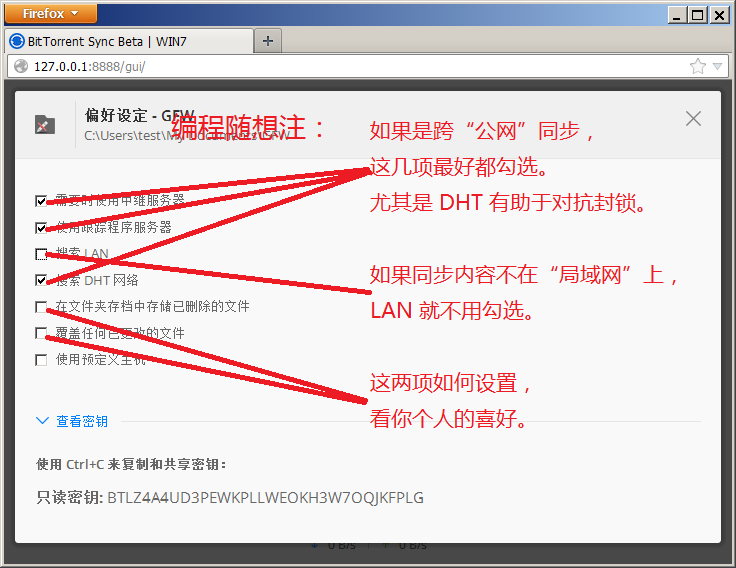 Firefox
BitTorrent Sync Beta | WIN7
127.0.0.1:8888/gui/
偏好设定 - GFW
C:\Users\test\My Documents\GFW
编程随想注：
如果是跨“公网”同步，
这几项最好都勾选。
尤其是 DHT 有助于对抗封锁。
需要时使用中继服务器
使用跟踪程序服务器
搜索 LAN
搜索 DHT 网络
在文件夹存档中存储已删除的文件
覆盖任何已更改的文件
使用预定义主机
如果同步内容不在“局域网”上，
LAN 就不用勾选。
这两项如何设置，
看你个人的喜好。
查看密钥
使用 Ctrl+C 来复制和共享密钥：
只读密钥: BTLZ4A4UD3PEWKPLLWEOKH3W7OQJKFPLG
0 B/s
0 B/s